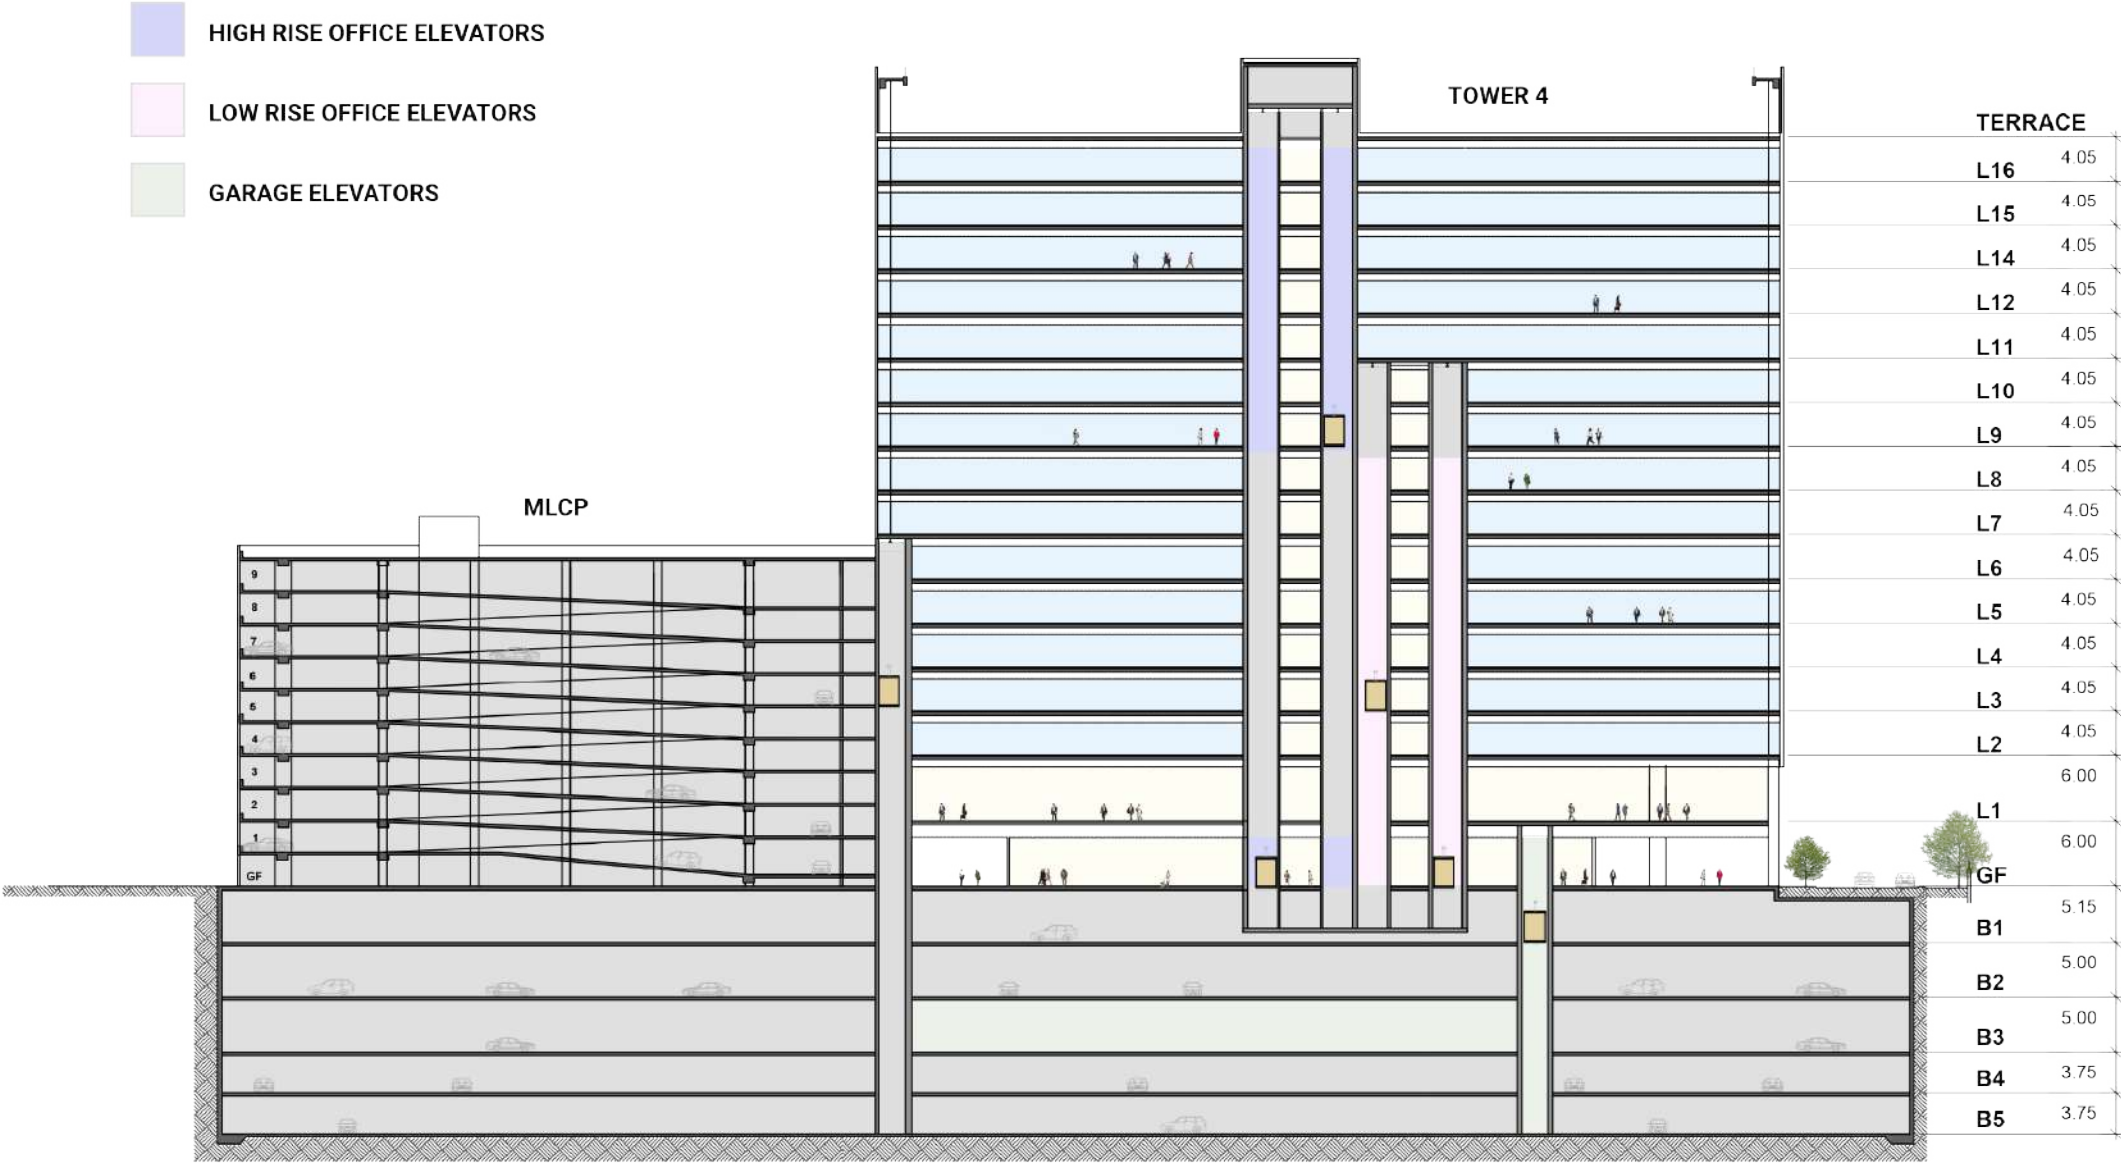 HIGH RISE OFFICE ELEVATORS
LOW RISE OFFICE ELEVATORS
GARAGE ELEVATORS
TOWER 4
MLCP
TERRACE
4.05
L16
4.05
L15
4.05
L14
4.05
L12
4.05
L11
4.05
L10
4.05
L9
4.05
L8
4.05
L7
4.05
L6
4.05
L5
4.05
L4
4.05
L3
4.05
L2
6.00
L1
6.00
GF
5.15
B1
5.00
B2
5.00
B3
3.75
B4
3.75
B5
9
8
7
6
5
4
3
2
1
GF